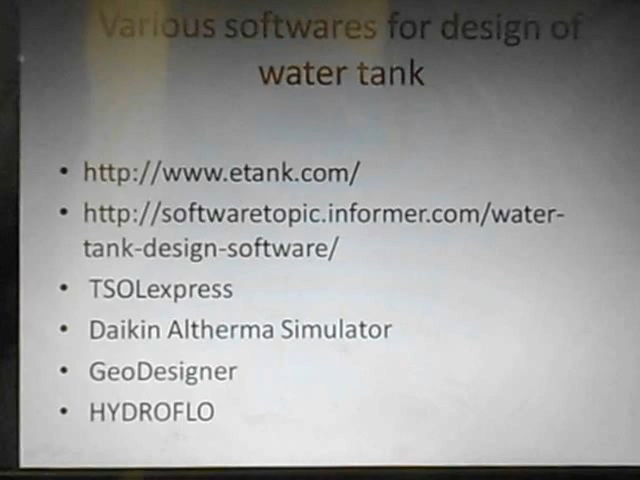 Various softwares for design of
water tank
• http://www.etank.com/
• http://softwaretopic.informer.com/water-
tank-design-software/
• TSOLexpress
• Daikin Altherma Simulator
• GeoDesigner
• HYDROFLO